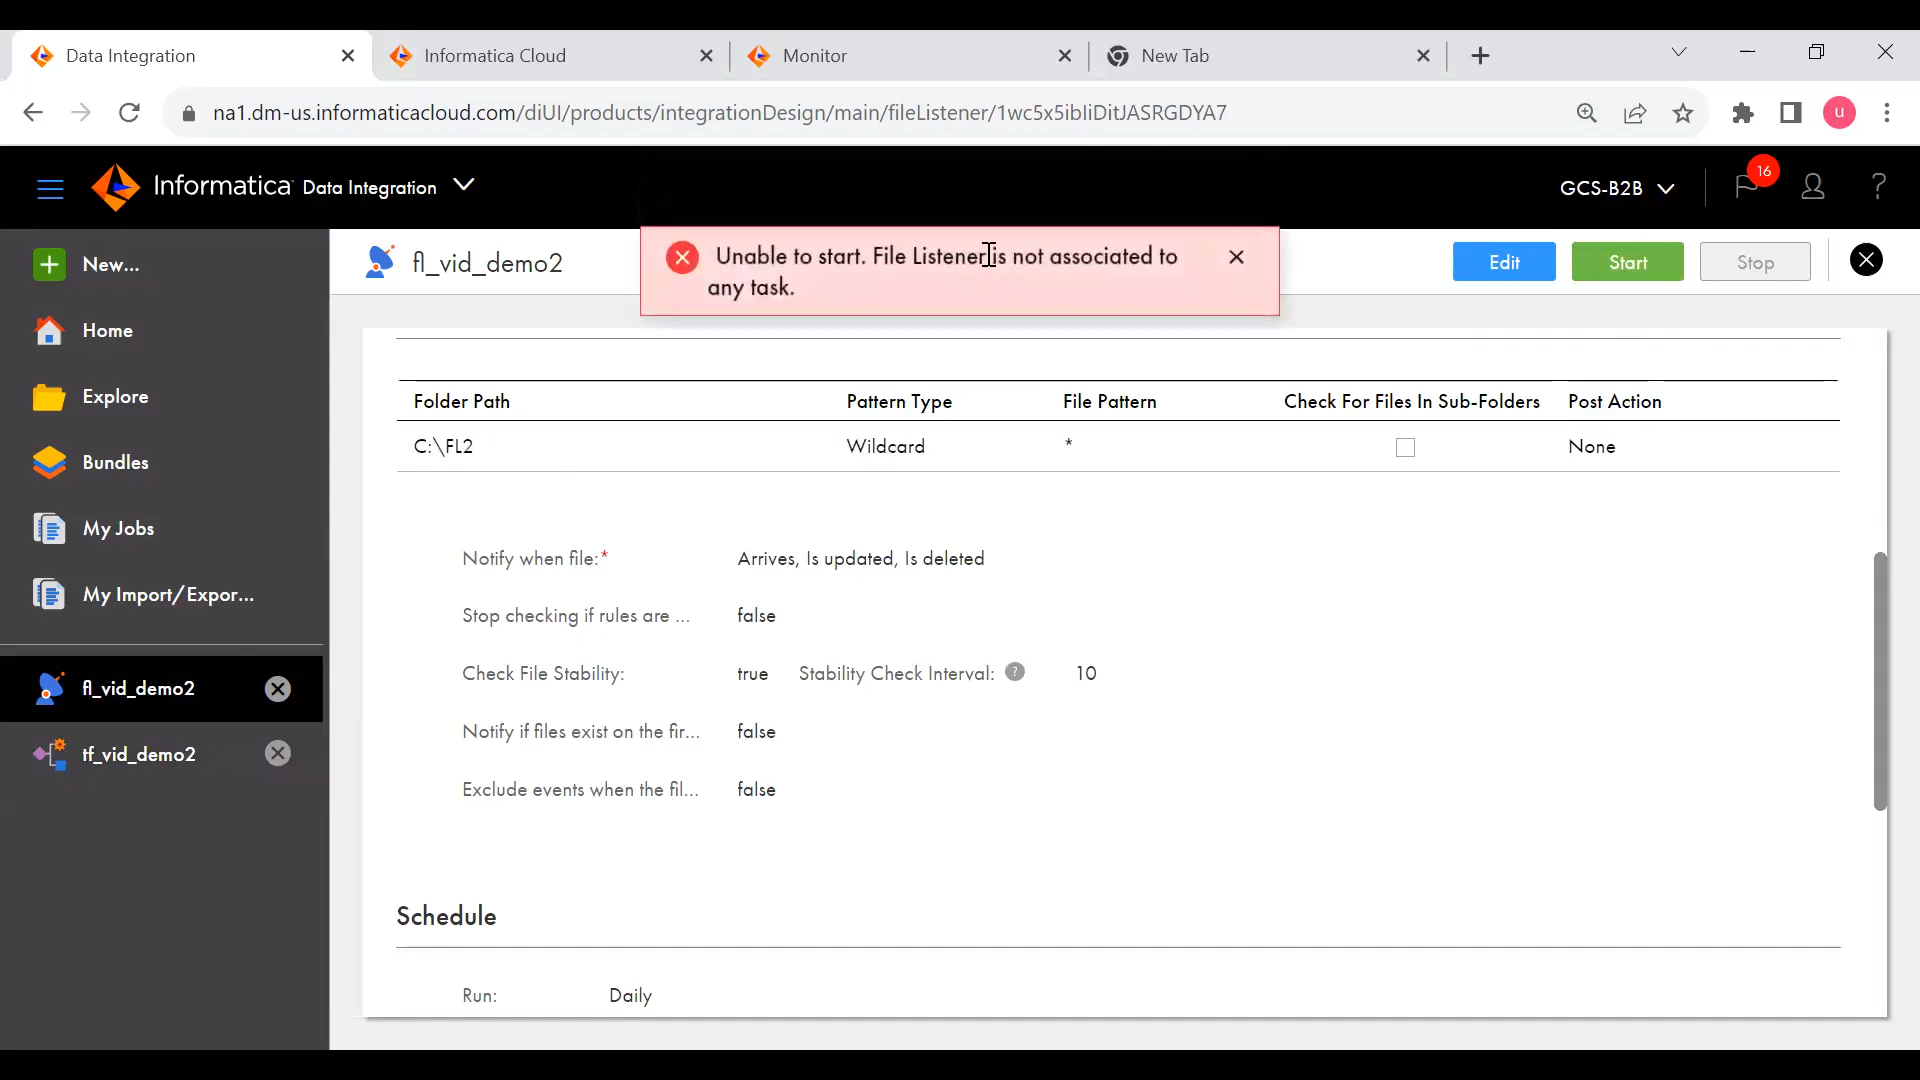 Data Integration
Informatica Cloud
Monitor
New Tab
na1.dm-us.informaticacloud.com/diUI/products/integrationDesign/main/fileListener/1wc5x5ibIiDitJASRGDYA7
u
Informatica Data Integration
GCS-B2B
16
?
New...
Home
Explore
Bundles
My Jobs
My Import/Expor...
fl_vid_demo2
tf_vid_demo2
fl_vid_demo2
Unable to start. File Listener is not associated to
any task.
Edit
Start
Stop
Folder Path
Pattern Type
File Pattern
Check For Files In Sub-Folders
Post Action
C:\FL2
Wildcard
*
None
Notify when file:*
Arrives, Is updated, Is deleted
Stop checking if rules are ...
false
Check File Stability:
true
Stability Check Interval:
?
10
Notify if files exist on the fir...
false
Exclude events when the fil...
false
Schedule
Run:
Daily